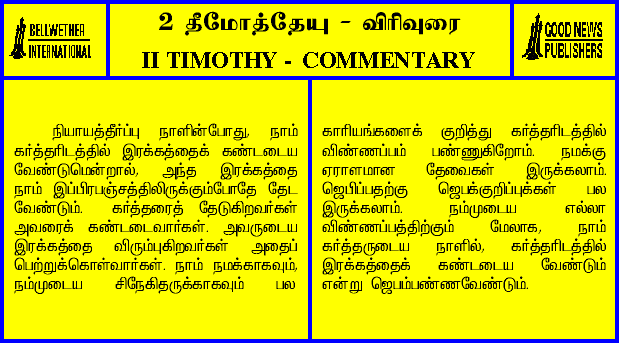 BELLWETHER
INTERNATIONAL
2 தீமோத்தேயு - விரிவுரை
II TIMOTHY - COMMENTARY
GOOD NEWS
PUBLISHERS
நியாயத்தீர்ப்பு நாளின்போது, நாம்
கர்த்தரிடத்தில் இரக்கத்தைக் கண்டடைய
வேண்டுமென்றால், அந்த இரக்கத்தை
நாம் இப்பிரபஞ்சத்திலிருக்கும்போதே தேட
வேண்டும். கர்த்தரைத் தேடுகிறவர்கள்
அவரைக் கண்டடைவார்கள். அவருடைய
இரக்கத்தை விரும்புகிறவர்கள் அதைப்
பெற்றுக்கொள்வார்கள். நாம் நமக்காகவும்,
நம்முடைய சிநேகிதருக்காகவும் பல
காரியங்களைக் குறித்து கர்த்தரிடத்தில்
விண்ணப்பம் பண்ணுகிறோம். நமக்கு
ஏராளமான தேவைகள் இருக்கலாம்.
ஜெபிப்பதற்கு ஜெபக்குறிப்புக்கள் பல
இருக்கலாம். நம்முடைய எல்லா
விண்ணப்பத்திற்கும் மேலாக, நாம்
கர்த்தருடைய நாளில், கர்த்தரிடத்தில்
இரக்கத்தைக் கண்டடைய வேண்டும்
என்று ஜெபம்பண்ணவேண்டும்.